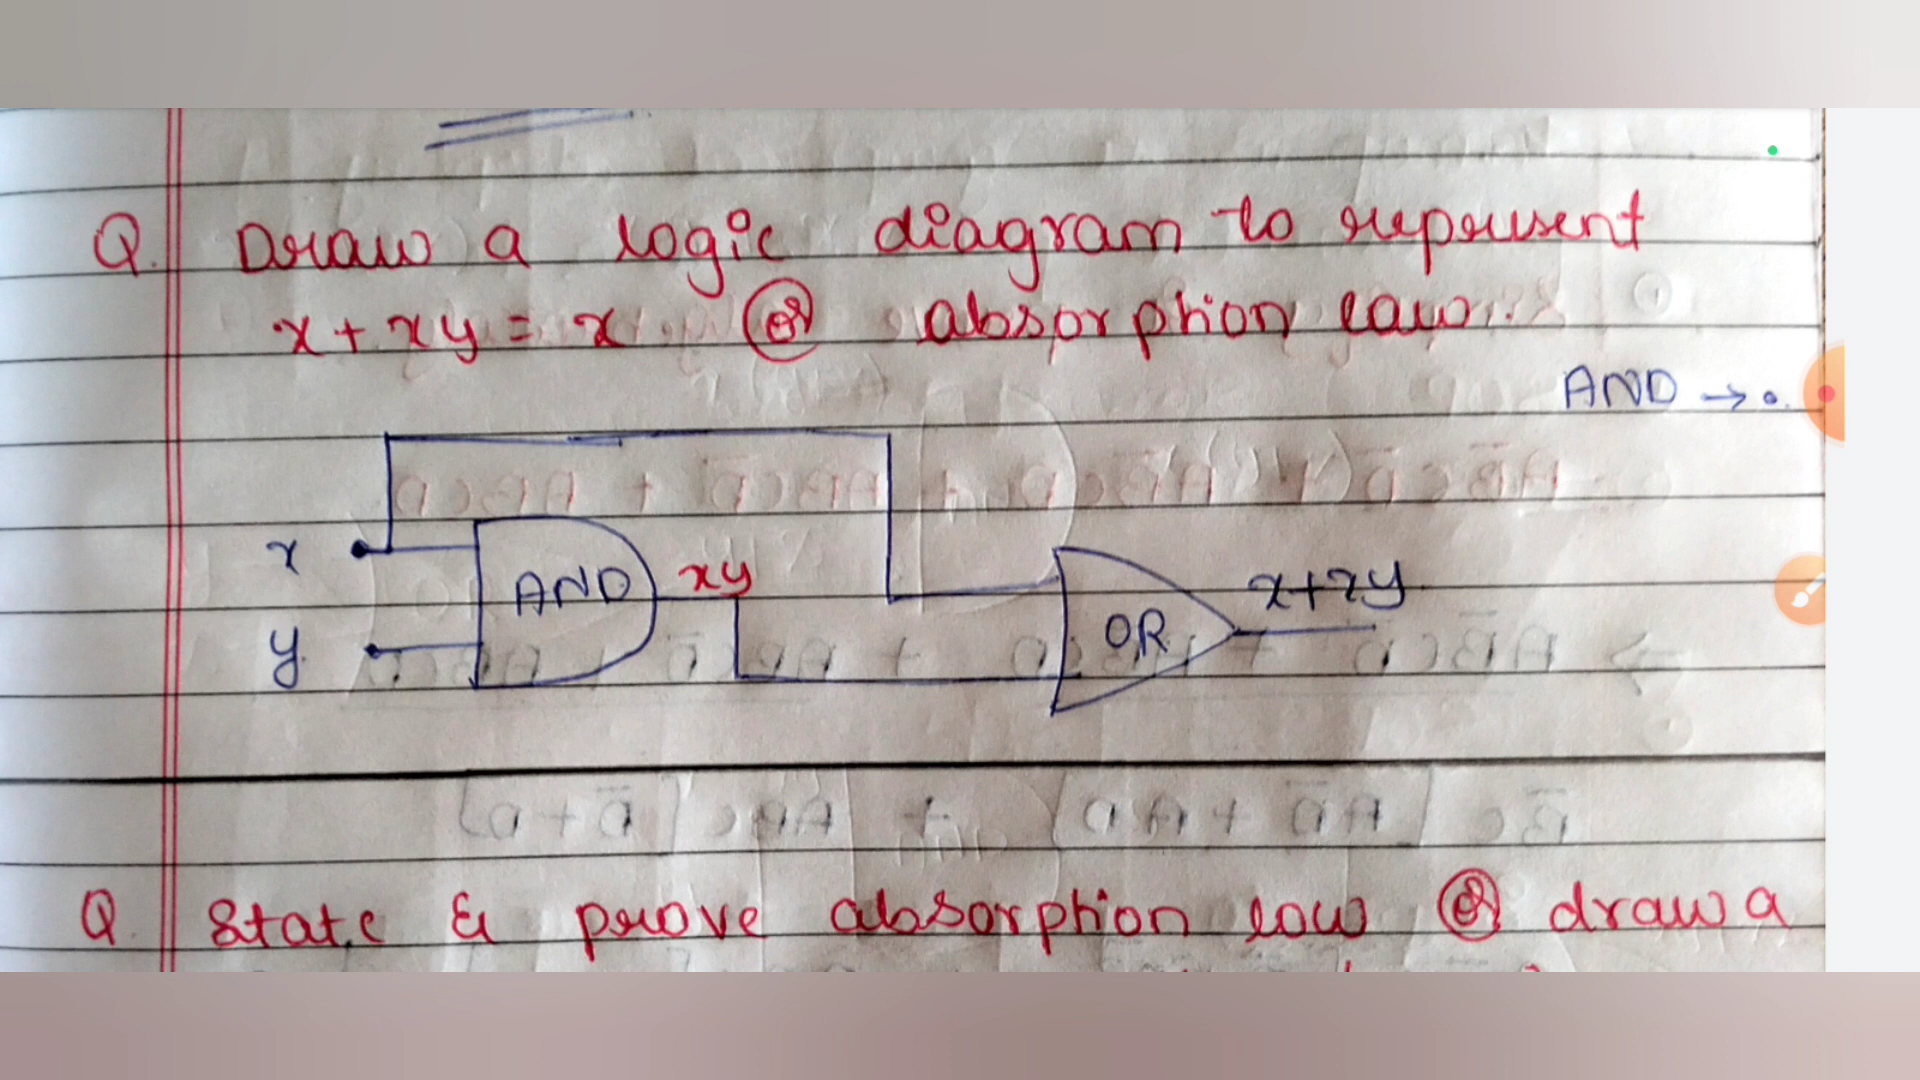 Q. Draw a logic diagram to represent
x + xy = x . or absorption law.
AND → •
x
y
AND
xy
OR
x+xy
Q. State & prove absorption low or draw a